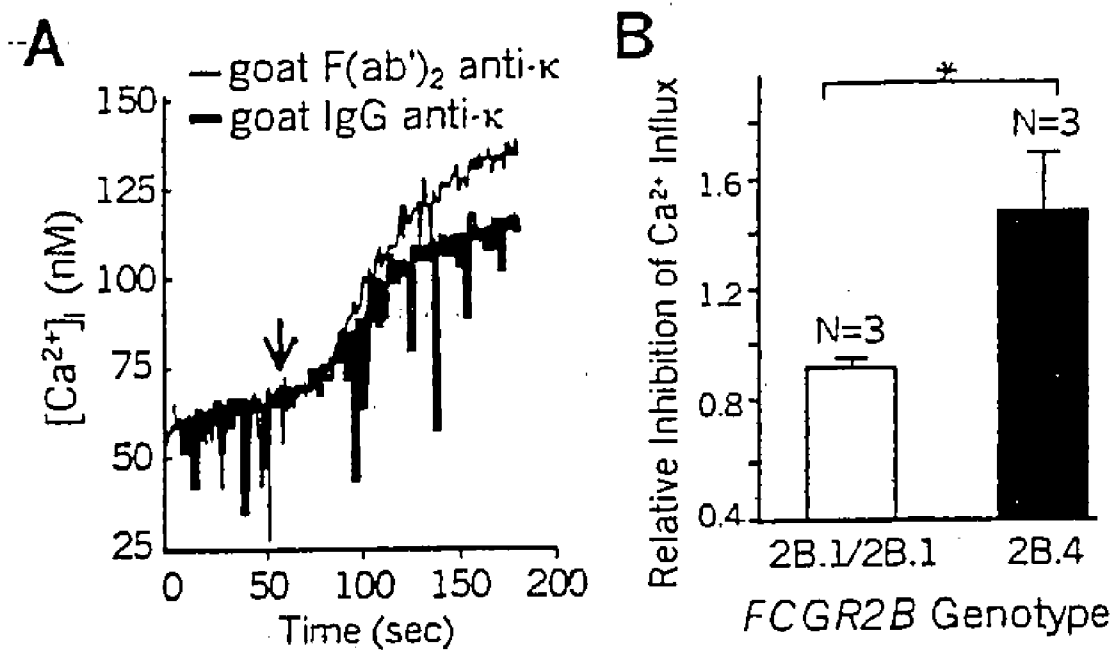 A
goat F(ab')₂ anti-κ
goat IgG anti-κ
150
125
100
75
50
25
[Ca²⁺]ᵢ (nM)
0 50 100 150 200
Time (sec)
B
*
N=3
N=3
1.6
1.2
0.8
0.4
Relative Inhibition of Ca²⁺ Influx
2B.1/2B.1 2B.4
FCGR2B Genotype